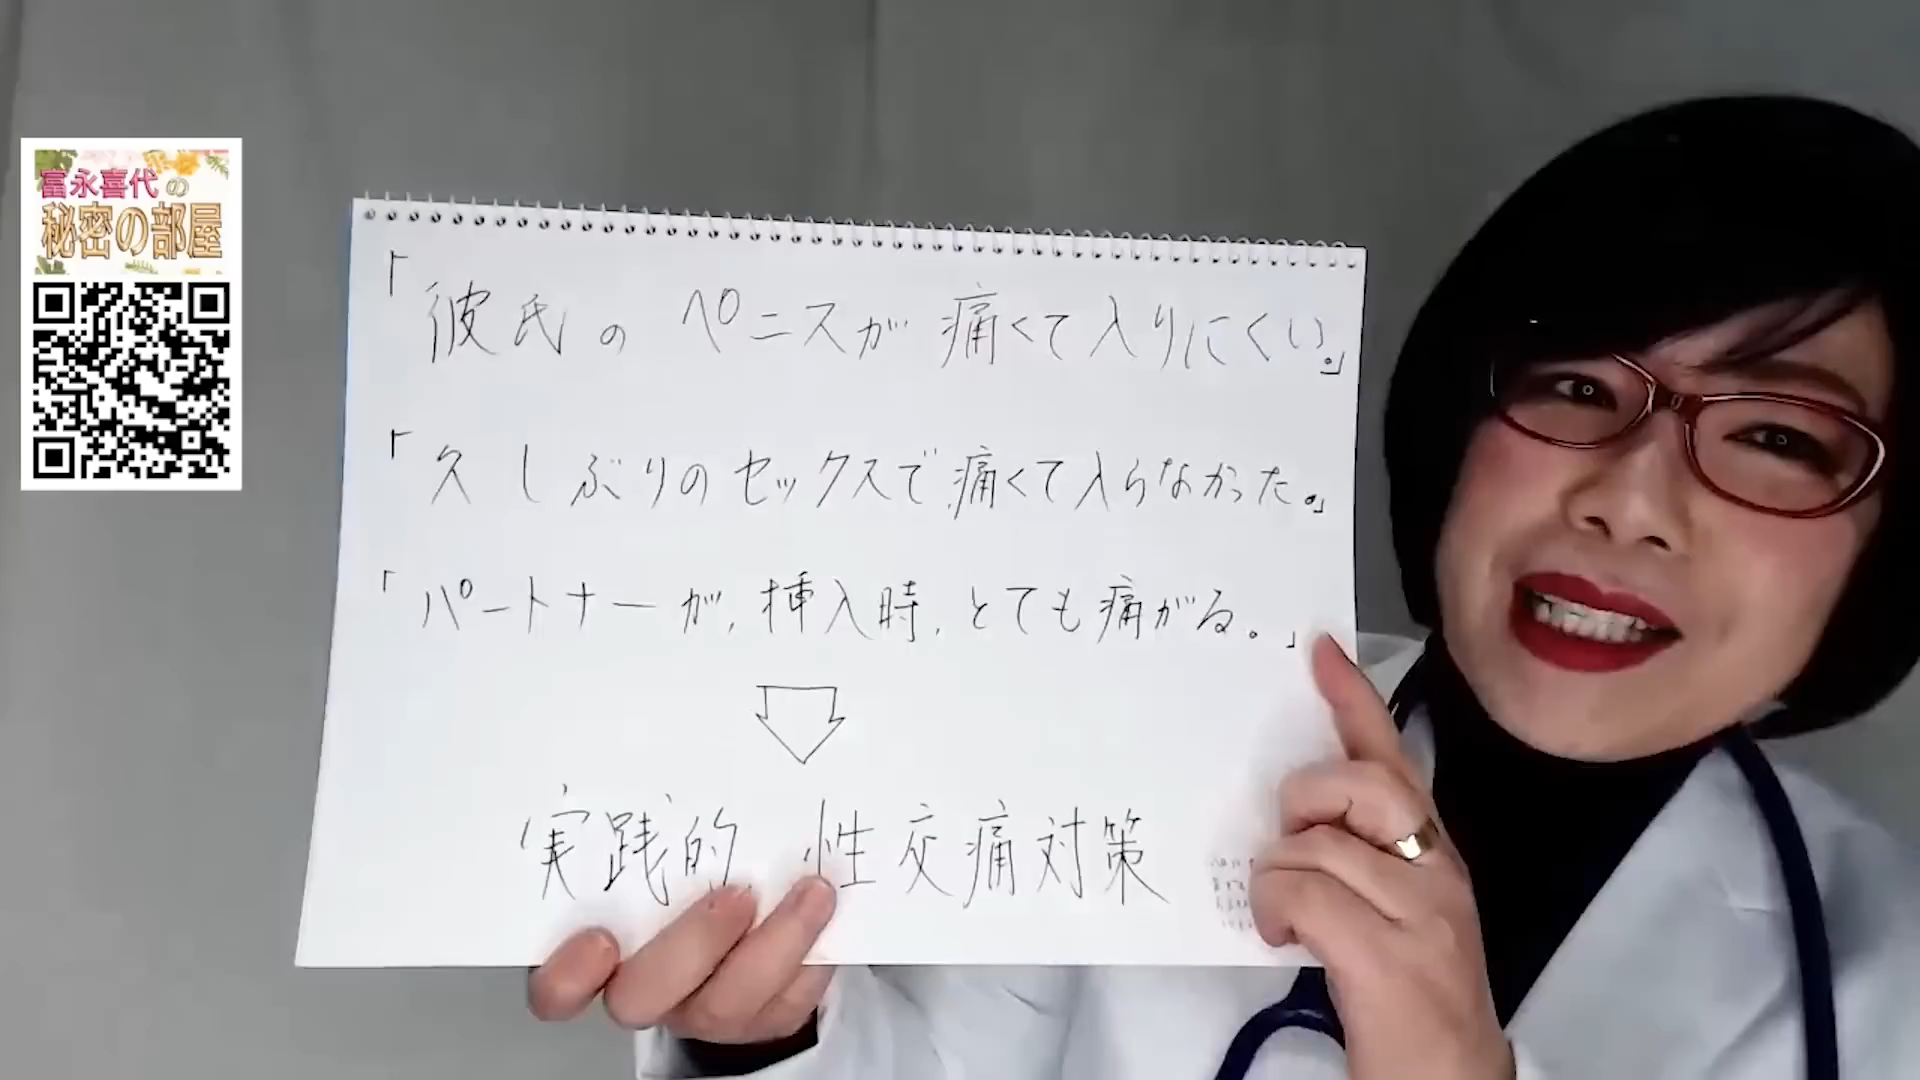 富永喜代の
秘密の部屋
「彼氏のペニスが痛くて入りにくい。」
「久しぶりのセックスで痛くて入らなかった。」
「パートナーが、挿入時、とても痛がる。」
実践的 性交痛対策